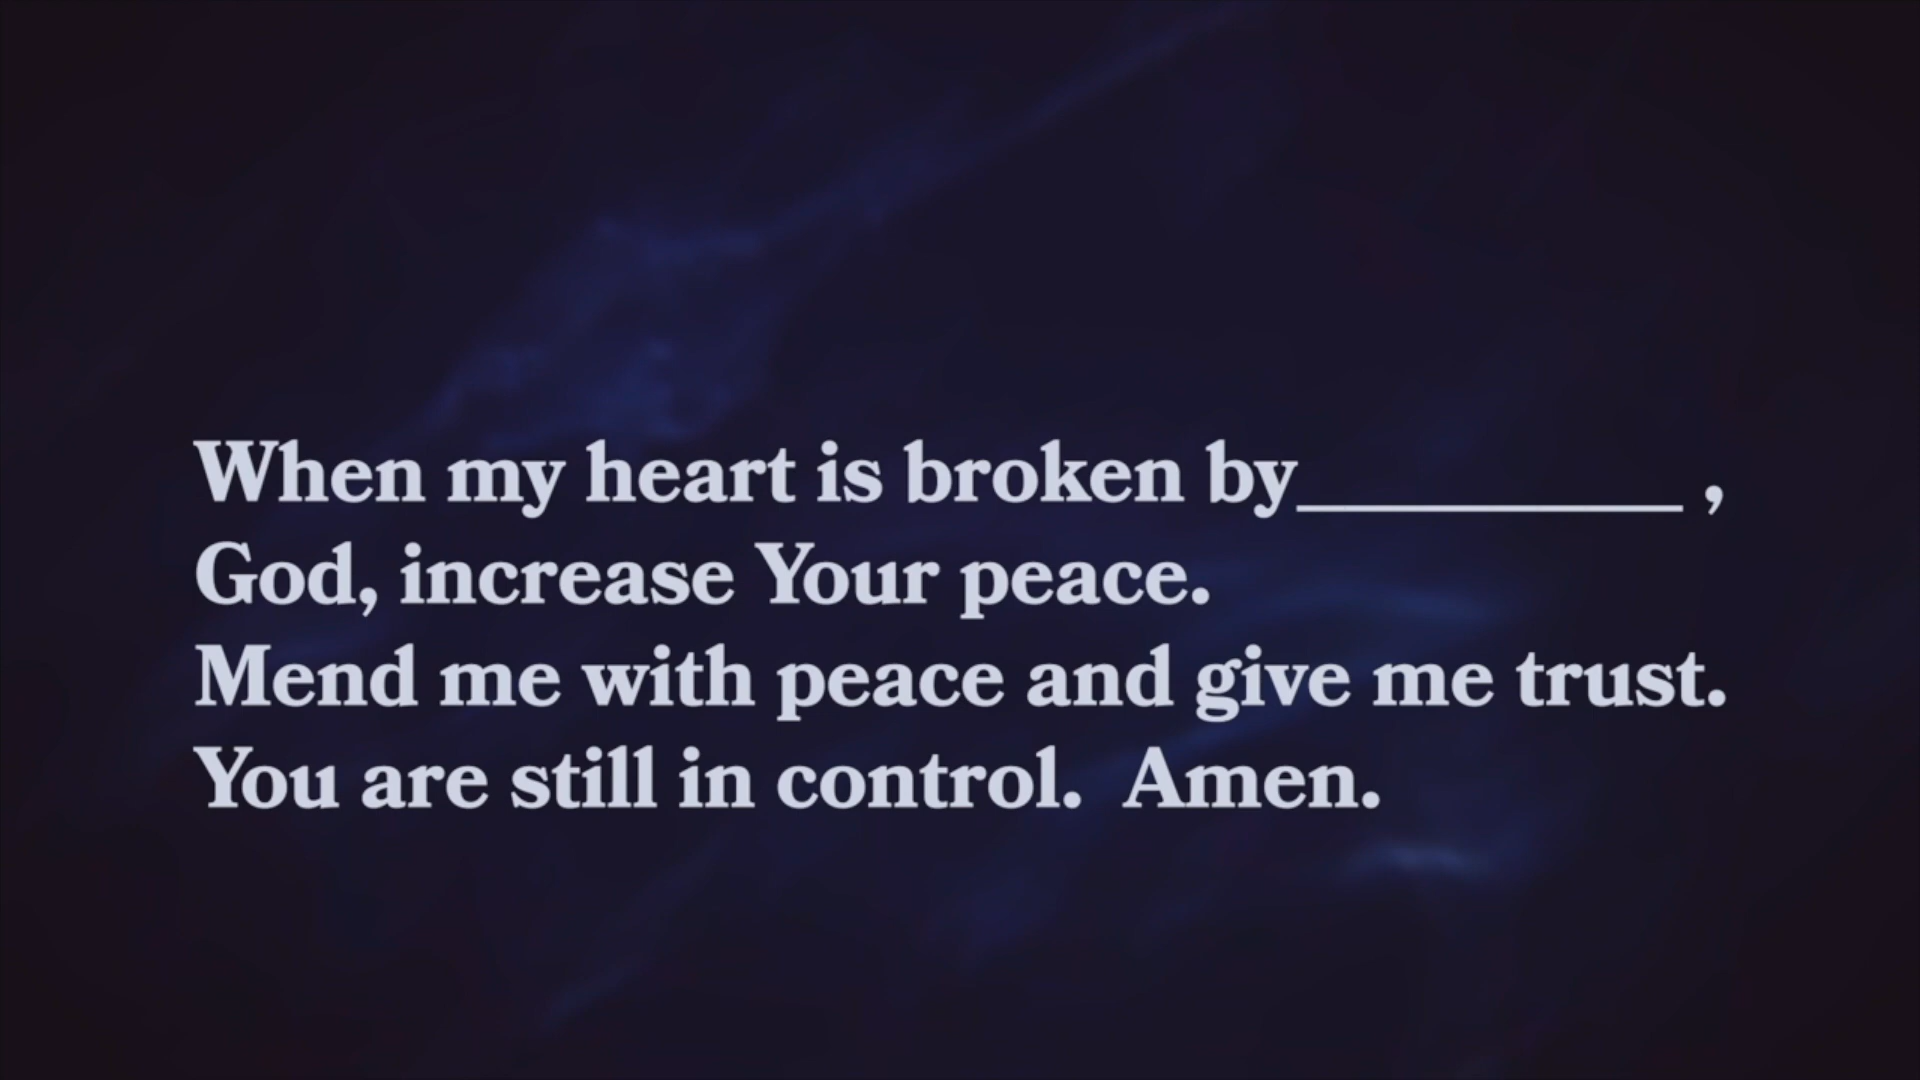 When my heart is broken by__________ ,
God, increase Your peace.
Mend me with peace and give me trust.
You are still in control.  Amen.